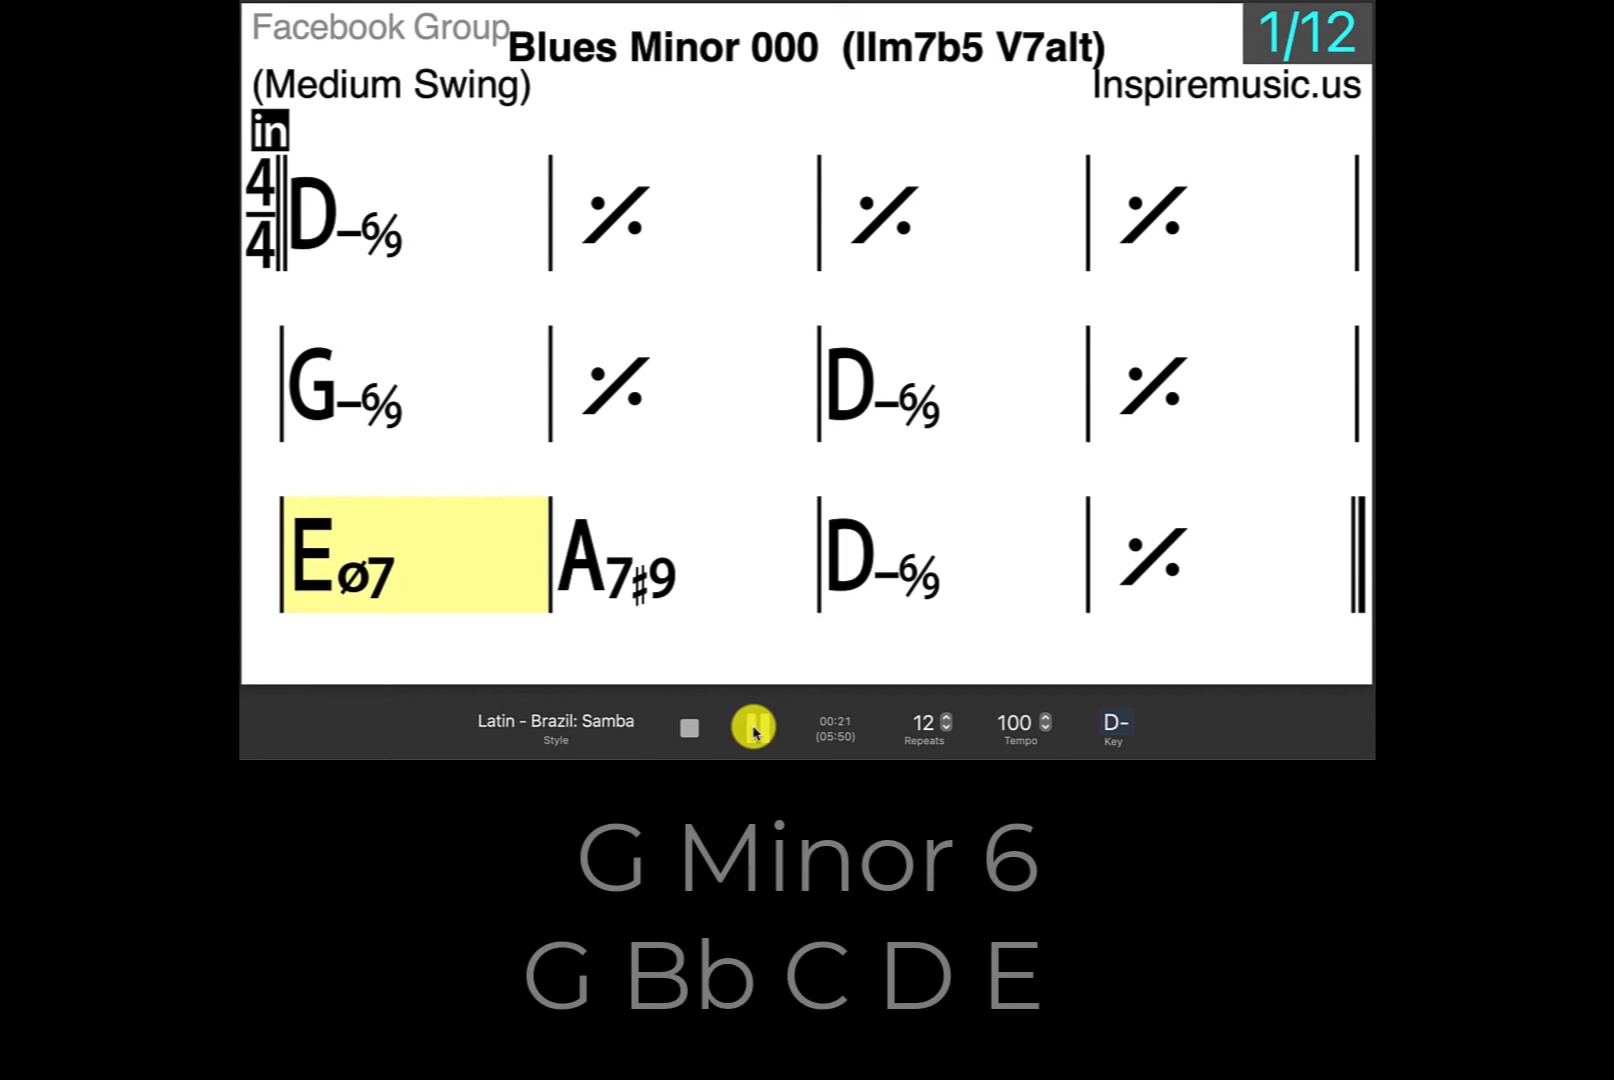 Facebook Group
Blues Minor 000 (IIm7b5 V7alt)
1/12
(Medium Swing)
Inspiremusic.us
in
4/4 D–6/9 𝄎 𝄎 𝄎
G–6/9 𝄎 D–6/9 𝄎
Eø7 A7♯9 D–6/9 𝄎
Latin - Brazil: Samba
Style
00:21
(05:50)
12
Repeats
100
Tempo
D-
Key
G Minor 6
G Bb C D E